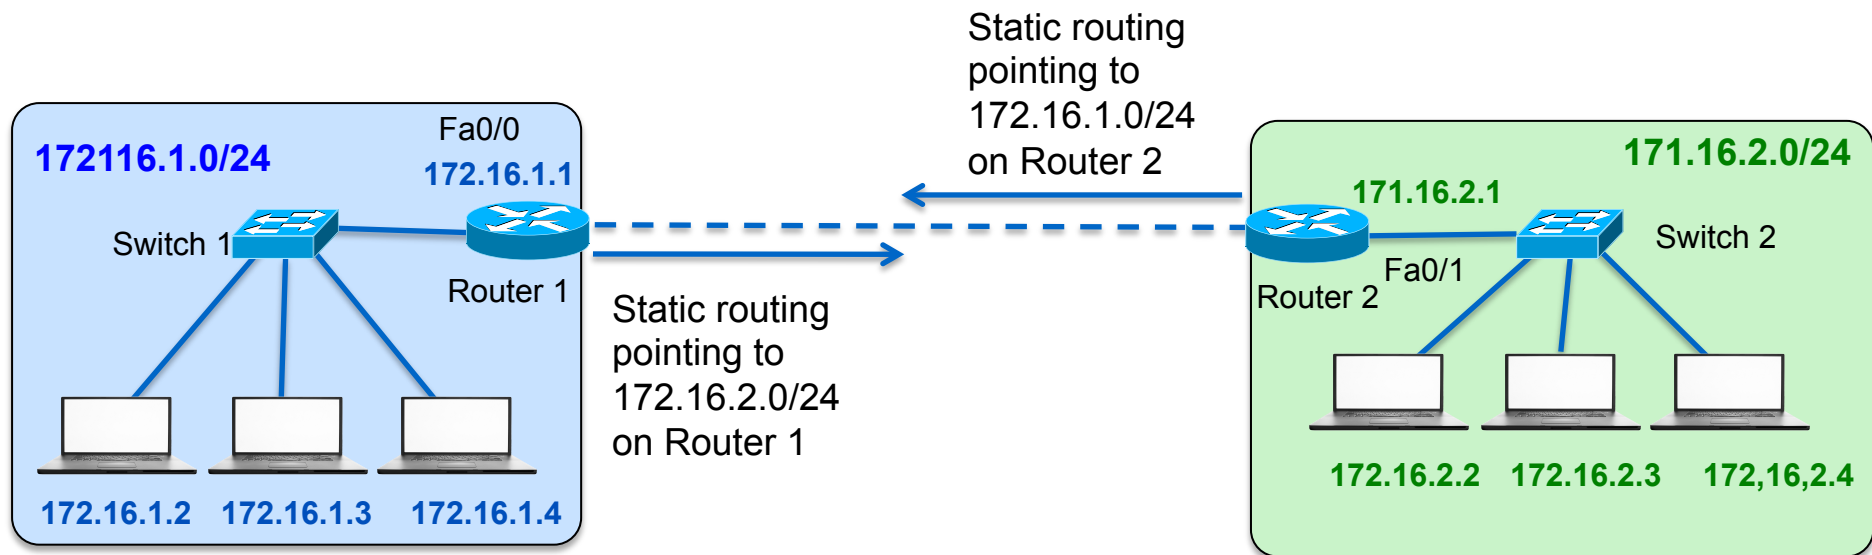 Static routing
pointing to
172.16.1.0/24
on Router 2
172116.1.0/24
Fa0/0
172.16.1.1
Switch 1
Router 1
172.16.1.2
172.16.1.3
172.16.1.4
Static routing
pointing to
172.16.2.0/24
on Router 1
171.16.2.0/24
171.16.2.1
Switch 2
Fa0/1
Router 2
172.16.2.2
172.16.2.3
172,16,2.4